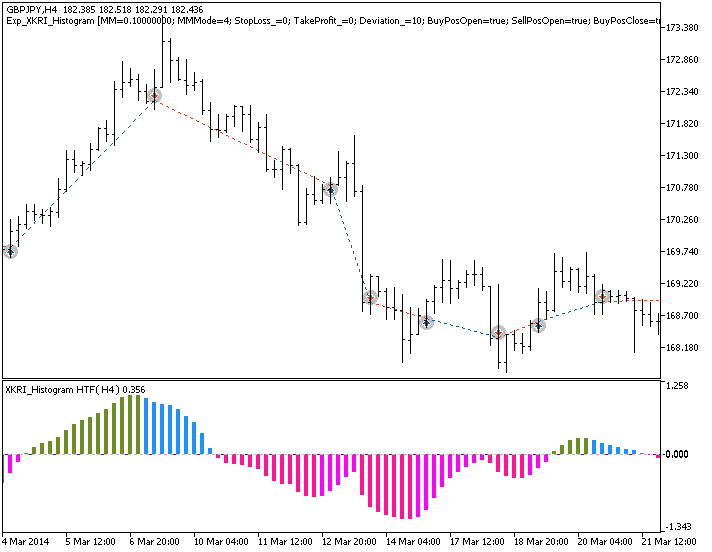 GBPJPY,H4 182.385 182.518 182.291 182.436
Exp_XKRI_Histogram [MM=0.10000000; MMMode=4; StopLoss_=0; TakeProfit_=0; Deviation_=10; BuyPosOpen=true; SellPosOpen=true; BuyPosClose=tr
173.380
172.860
172.340
171.820
171.300
170.780
170.260
169.740
169.220
168.700
168.180
XKRI_Histogram HTF( H4 ) 0.356
1.258
0.000
-1.343
4 Mar 2014
5 Mar 12:00
6 Mar 20:00
10 Mar 04:00
11 Mar 12:00
12 Mar 20:00
14 Mar 04:00
17 Mar 12:00
18 Mar 20:00
20 Mar 04:00
21 Mar 12:00